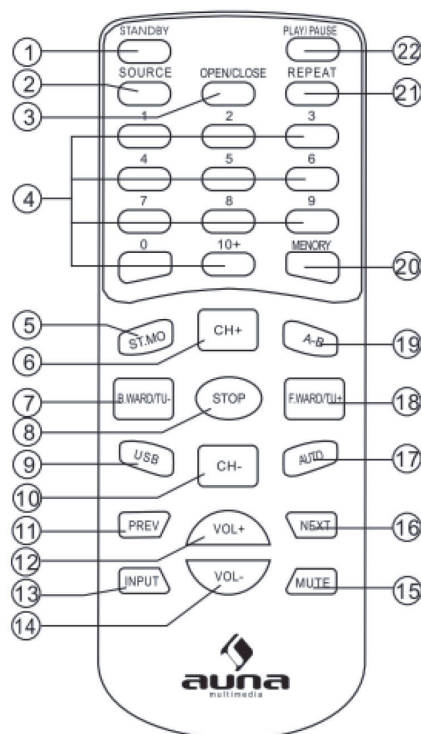 STANDBY PLAY/PAUSE
1 22
SOURCE OPEN/CLOSE REPEAT
2 21
3
1 2 3
4 5 6
4
7 8 9
0 10+ MENORY
20
5 ST.MO CH+ A-B 19
6
7 B.WARD/TU- STOP F.WARD/TU+ 18
8
9 USB CH- AUTO 17
10
11 PREV VOL+ NEXT 16
12
13 INPUT VOL- MUTE 15
14
auna
multimedia